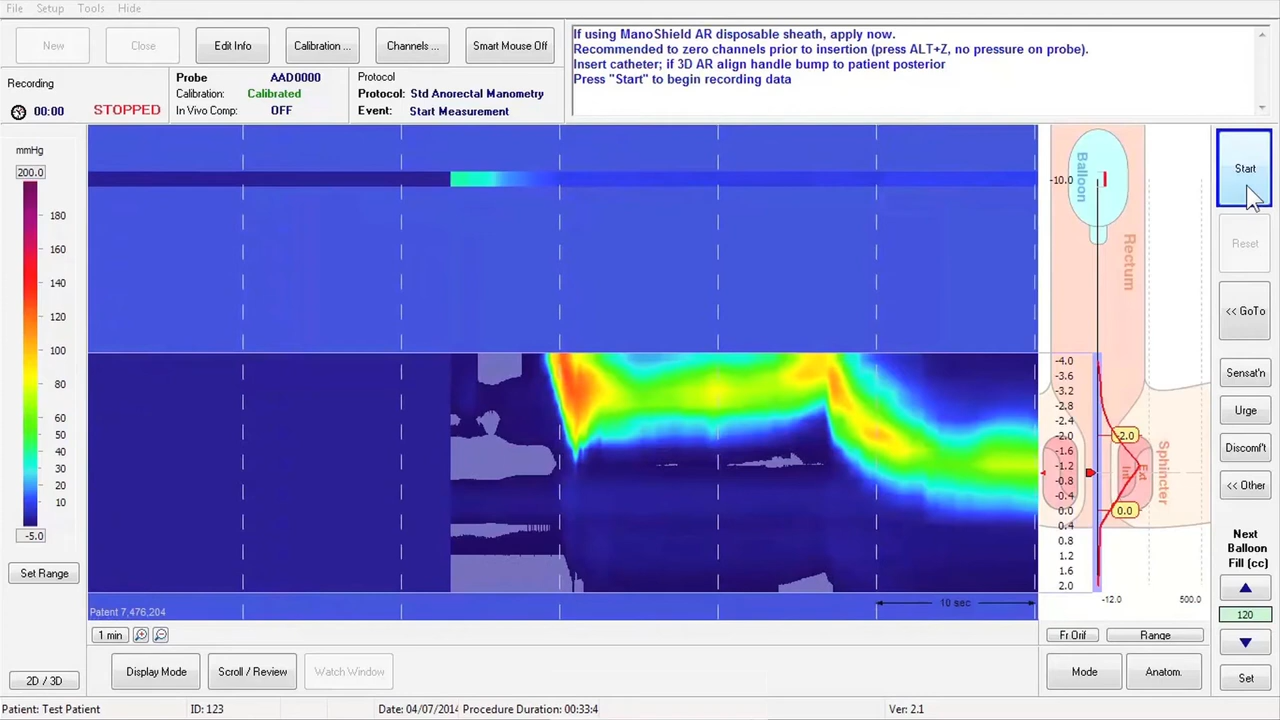 File Setup Tools Hide
New Close Edit Info Calibration ... Channels ... Smart Mouse Off
If using ManoShield AR disposable sheath, apply now.
Recommended to zero channels prior to insertion (press ALT+Z, no pressure on probe).
Insert catheter; if 3D AR align handle bump to patient posterior
Press "Start" to begin recording data
Recording
00:00 STOPPED
Probe AAD0000
Calibration: Calibrated
In Vivo Comp: OFF
Protocol
Protocol: Std Anorectal Manometry
Event: Start Measurement
mmHg
200.0
180
160
140
120
100
80
60
50
40
30
20
10
-5.0
Set Range
2D / 3D
Patent 7,476,204
10 sec
1 min
Display Mode Scroll / Review Watch Window
Balloon
-10.0
Rectum
-4.0
-3.6
-3.2
-2.8
-2.4
-2.0
-1.6
-1.2
-0.8
-0.4
0.0
0.4
0.8
1.2
1.6
2.0
2.0
0.0
Int
Ext
Sphincter
-12.0 500.0
Fr Orif Range
Mode Anatom.
Start
Reset
<< GoTo
Sensat'n
Urge
Discomf't
<< Other
Next
Balloon
Fill (cc)
120
Set
Patient: Test Patient ID: 123 Date: 04/07/2014 Procedure Duration: 00:33:4 Ver: 2.1